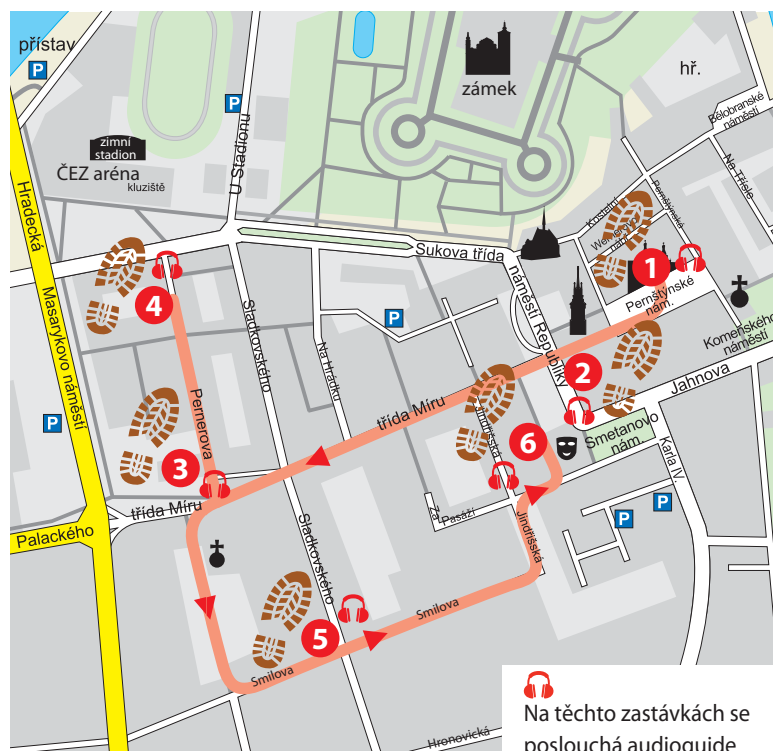 přístav
P
P
zámek
hř.
Bělobranské
náměstí
Na Třísle
Pernštýnská
Kostelní
zimní
stadion
ČEZ aréna
kluziště
U Stadionu
Hradecká
Sukova třída
náměstí Republiky
1
Pernštýnské
nám.
Komenského
náměstí
4
Masarykovo náměstí
Sladkovského
Na Hrádku
P
2
Jahnova
Pernerova
třída Míru
Jindřišská
6
Smetanovo
nám.
Karla IV.
P
3
třída Míru
Palackého
Za
Pasáží
Jindřišská
P
P
Sladkovského
5
Smilova
Smilova
Hronovická
Na těchto zastávkách se
poslouchá audioguide